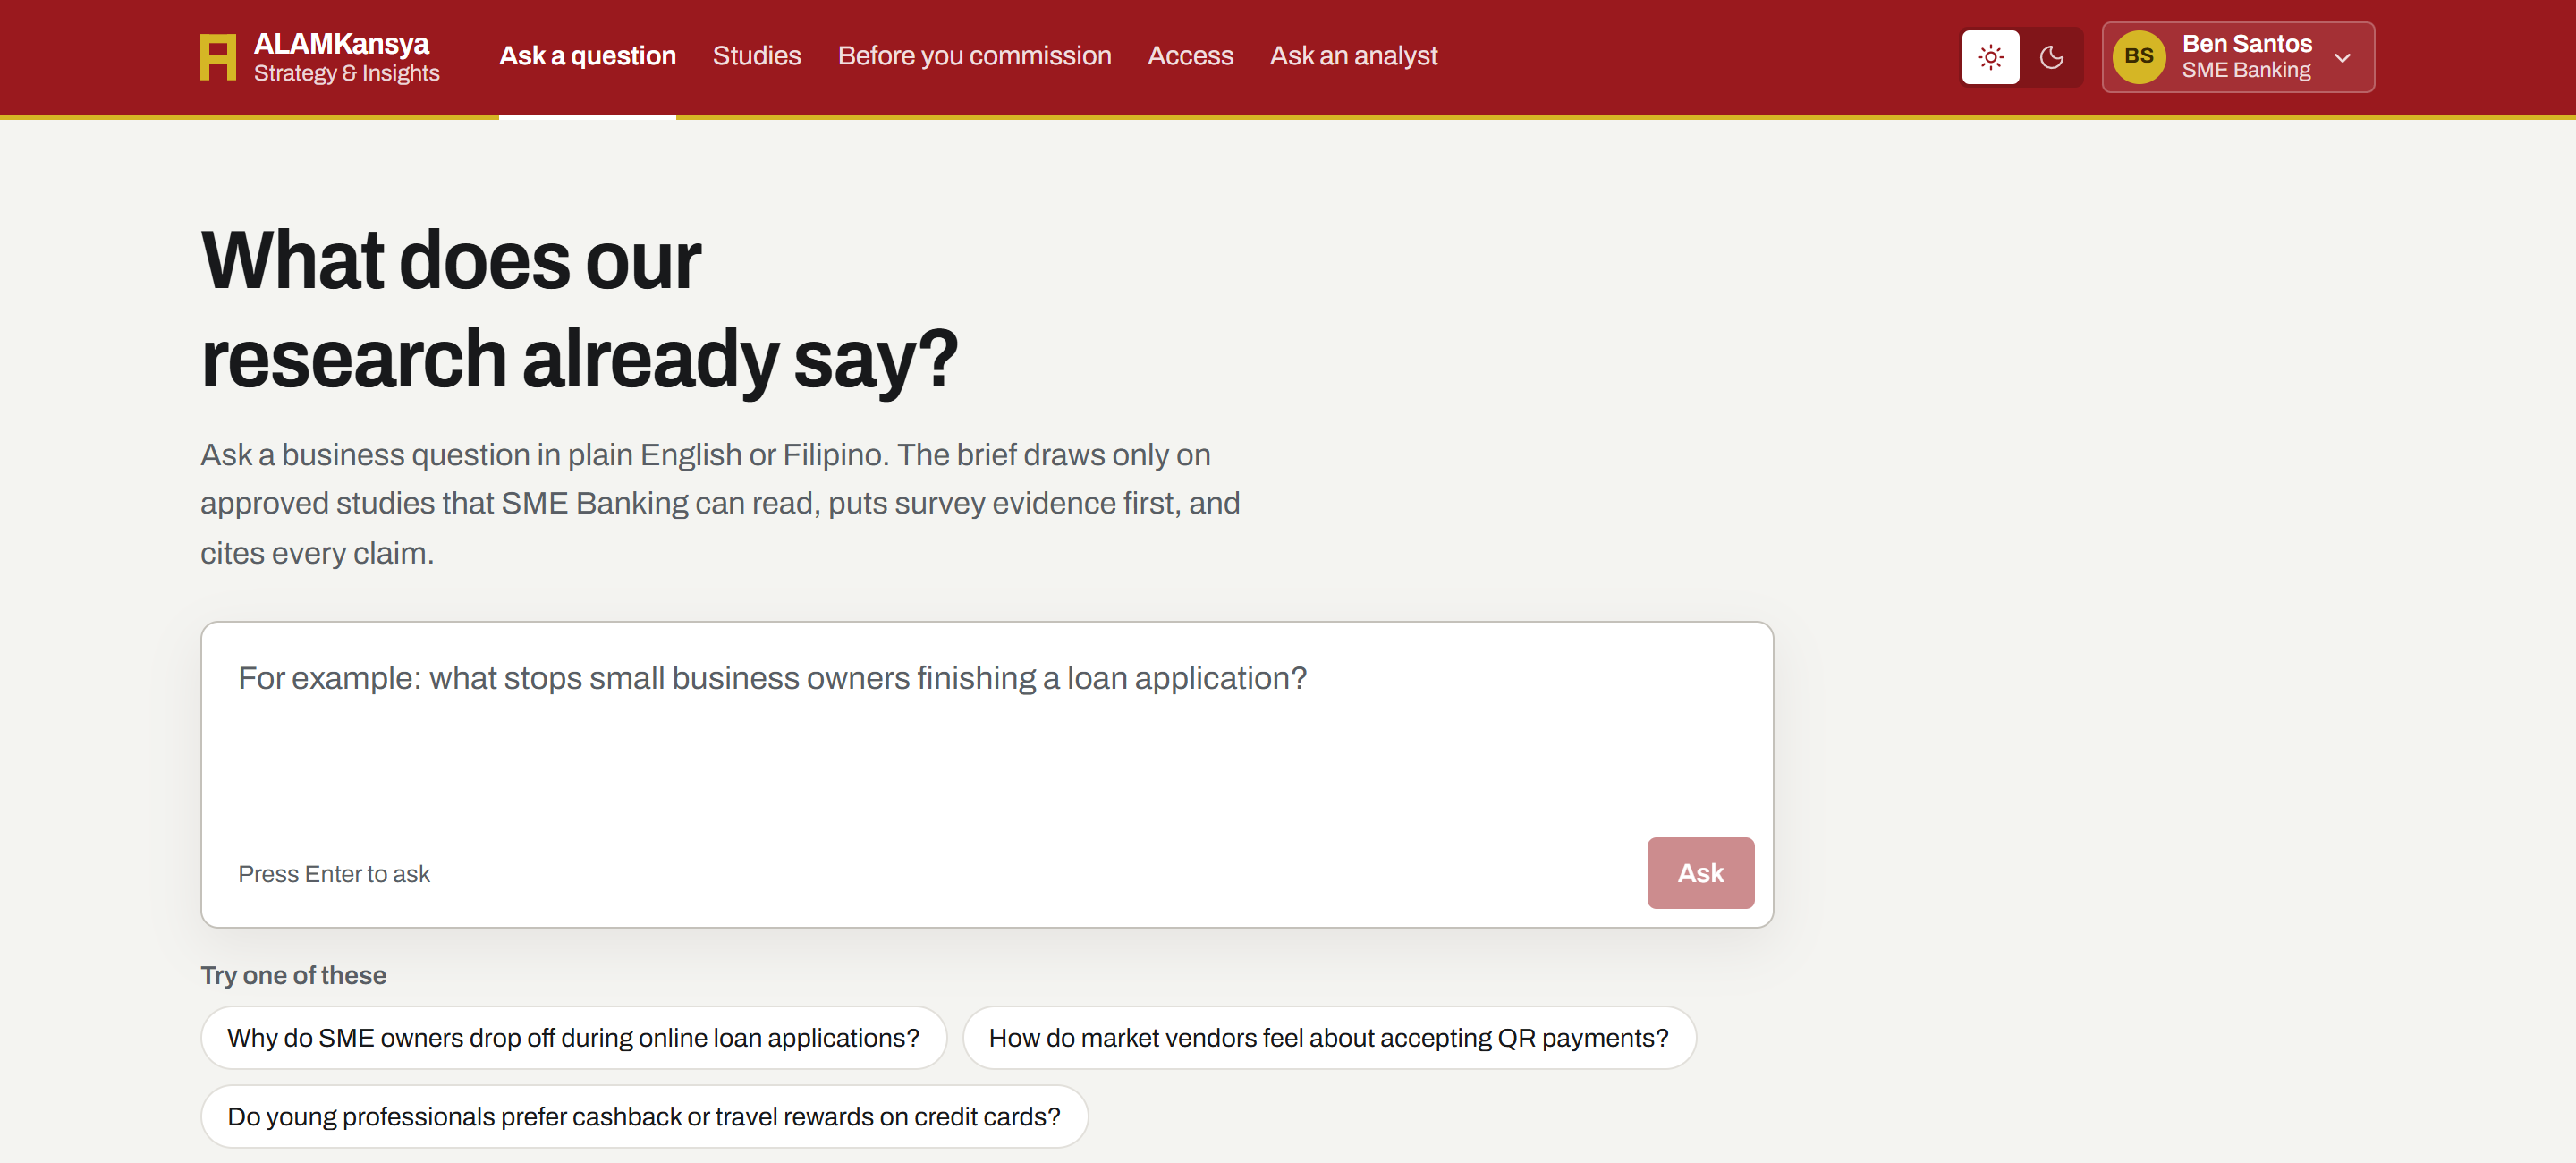 ALAMKansya
Strategy & Insights
Ask a question
Studies
Before you commission
Access
Ask an analyst
BS
Ben Santos
SME Banking
What does our
research already say?
Ask a business question in plain English or Filipino. The brief draws only on
approved studies that SME Banking can read, puts survey evidence first, and
cites every claim.
For example: what stops small business owners finishing a loan application?
Press Enter to ask
Ask
Try one of these
Why do SME owners drop off during online loan applications?
How do market vendors feel about accepting QR payments?
Do young professionals prefer cashback or travel rewards on credit cards?